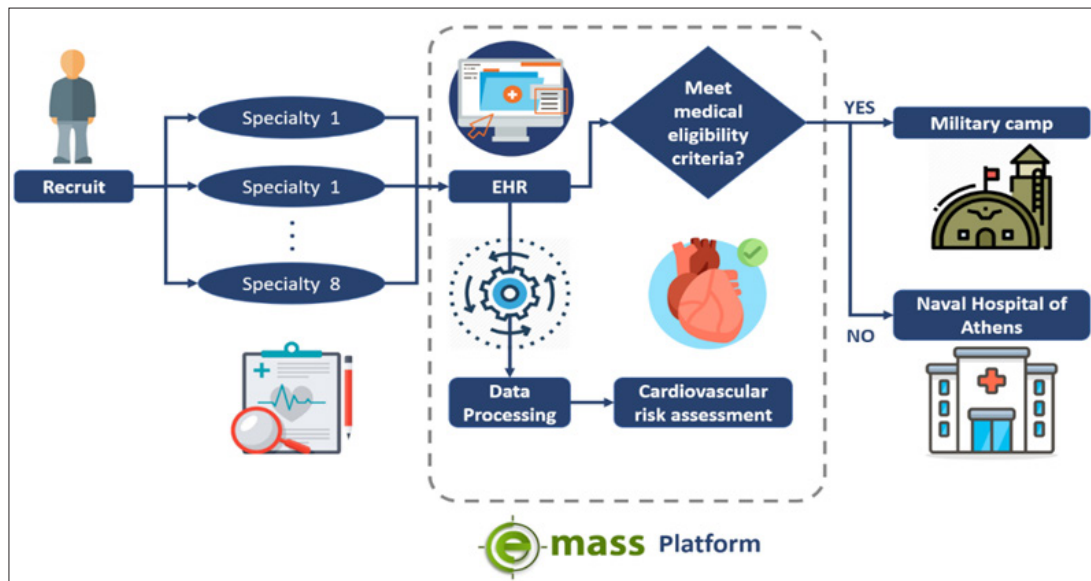 Recruit
Specialty 1
Specialty 1
Specialty 8
EHR
Meet
medical
eligibility
criteria?
YES
Military camp
NO
Naval Hospital of
Athens
Data
Processing
Cardiovascular
risk assessment
e mass Platform